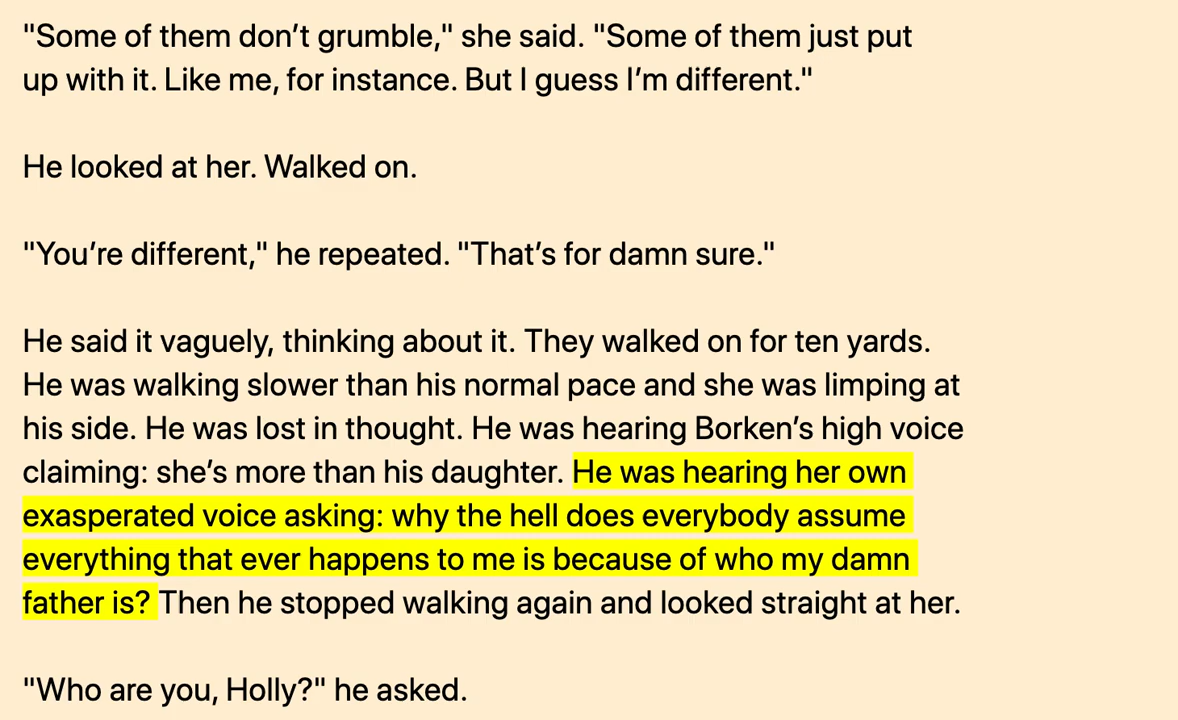 "Some of them don’t grumble," she said. "Some of them just put
up with it. Like me, for instance. But I guess I’m different."
He looked at her. Walked on.
"You’re different," he repeated. "That’s for damn sure."
He said it vaguely, thinking about it. They walked on for ten yards.
He was walking slower than his normal pace and she was limping at
his side. He was lost in thought. He was hearing Borken’s high voice
claiming: she’s more than his daughter. He was hearing her own
exasperated voice asking: why the hell does everybody assume
everything that ever happens to me is because of who my damn
father is? Then he stopped walking again and looked straight at her.
"Who are you, Holly?" he asked.